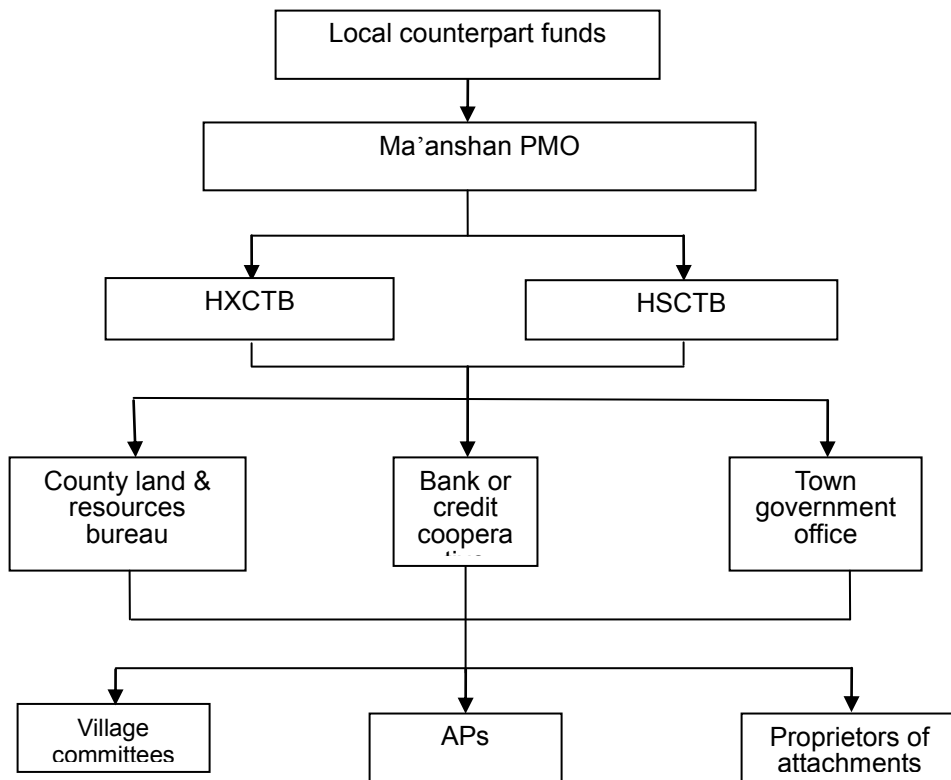 Local counterpart funds
Ma’anshan PMO
HXCTB
HSCTB
County land &
resources
bureau
Bank or
credit
coopera
Town
government
office
Village
committees
APs
Proprietors of
attachments